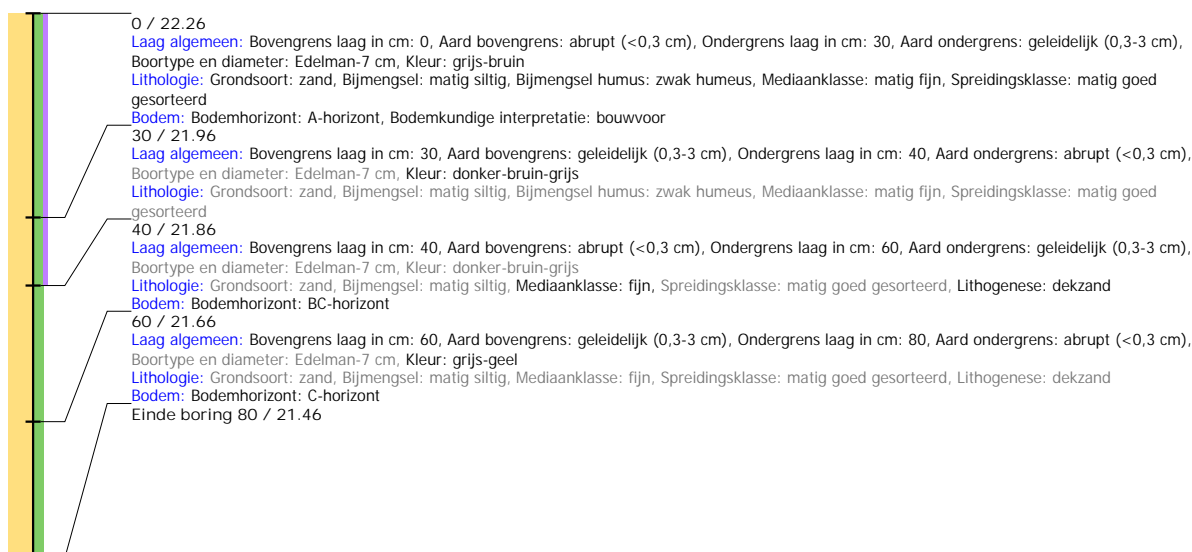 0 / 22.26
Laag algemeen: Bovengrens laag in cm: 0, Aard bovengrens: abrupt (<0,3 cm), Ondergrens laag in cm: 30, Aard ondergrens: geleidelijk (0,3-3 cm),
Boortype en diameter: Edelman-7 cm, Kleur: grijs-bruin
Lithologie: Grondsoort: zand, Bijmengsel: matig siltig, Bijmengsel humus: zwak humeus, Mediaanklasse: matig fijn, Spreidingsklasse: matig goed
gesorteerd
Bodem: Bodemhorizont: A-horizont, Bodemkundige interpretatie: bouwvoor
30 / 21.96
Laag algemeen: Bovengrens laag in cm: 30, Aard bovengrens: geleidelijk (0,3-3 cm), Ondergrens laag in cm: 40, Aard ondergrens: abrupt (<0,3 cm),
Boortype en diameter: Edelman-7 cm, Kleur: donker-bruin-grijs
Lithologie: Grondsoort: zand, Bijmengsel: matig siltig, Bijmengsel humus: zwak humeus, Mediaanklasse: matig fijn, Spreidingsklasse: matig goed
gesorteerd
40 / 21.86
Laag algemeen: Bovengrens laag in cm: 40, Aard bovengrens: abrupt (<0,3 cm), Ondergrens laag in cm: 60, Aard ondergrens: geleidelijk (0,3-3 cm),
Boortype en diameter: Edelman-7 cm, Kleur: donker-bruin-grijs
Lithologie: Grondsoort: zand, Bijmengsel: matig siltig, Mediaanklasse: fijn, Spreidingsklasse: matig goed gesorteerd, Lithogenese: dekzand
Bodem: Bodemhorizont: BC-horizont
60 / 21.66
Laag algemeen: Bovengrens laag in cm: 60, Aard bovengrens: geleidelijk (0,3-3 cm), Ondergrens laag in cm: 80, Aard ondergrens: abrupt (<0,3 cm),
Boortype en diameter: Edelman-7 cm, Kleur: grijs-geel
Lithologie: Grondsoort: zand, Bijmengsel: matig siltig, Mediaanklasse: fijn, Spreidingsklasse: matig goed gesorteerd, Lithogenese: dekzand
Bodem: Bodemhorizont: C-horizont
Einde boring 80 / 21.46